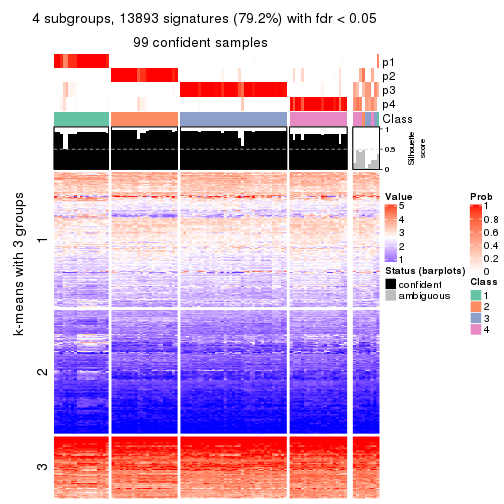 4 subgroups, 13893 signatures (79.2%) with fdr < 0.05
99 confident samples
p1
p2
p3
p4
Class
1
0.5
0
Silhouette
score
k-means with 3 groups
1
2
3
Value
5
4
3
2
1
Status (barplots)
confident
ambiguous
Prob
1
0.8
0.6
0.4
0.2
0
Class
1
2
3
4